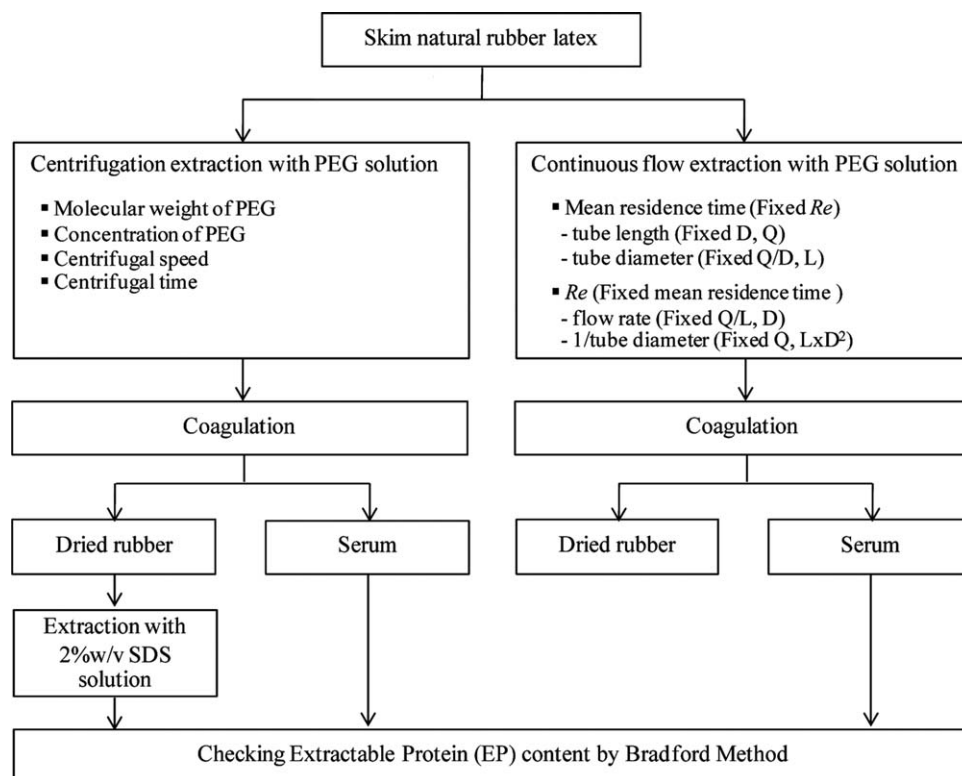 Skim natural rubber latex
Centrifugation extraction with PEG solution
▪ Molecular weight of PEG
▪ Concentration of PEG
▪ Centrifugal speed
▪ Centrifugal time
Continuous flow extraction with PEG solution
▪ Mean residence time (Fixed Re)
- tube length (Fixed D, Q)
- tube diameter (Fixed Q/D, L)
▪ Re (Fixed mean residence time )
- flow rate (Fixed Q/L, D)
- 1/tube diameter (Fixed Q, LxD²)
Coagulation
Coagulation
Dried rubber
Serum
Dried rubber
Serum
Extraction with
2%w/v SDS
solution
Checking Extractable Protein (EP) content by Bradford Method